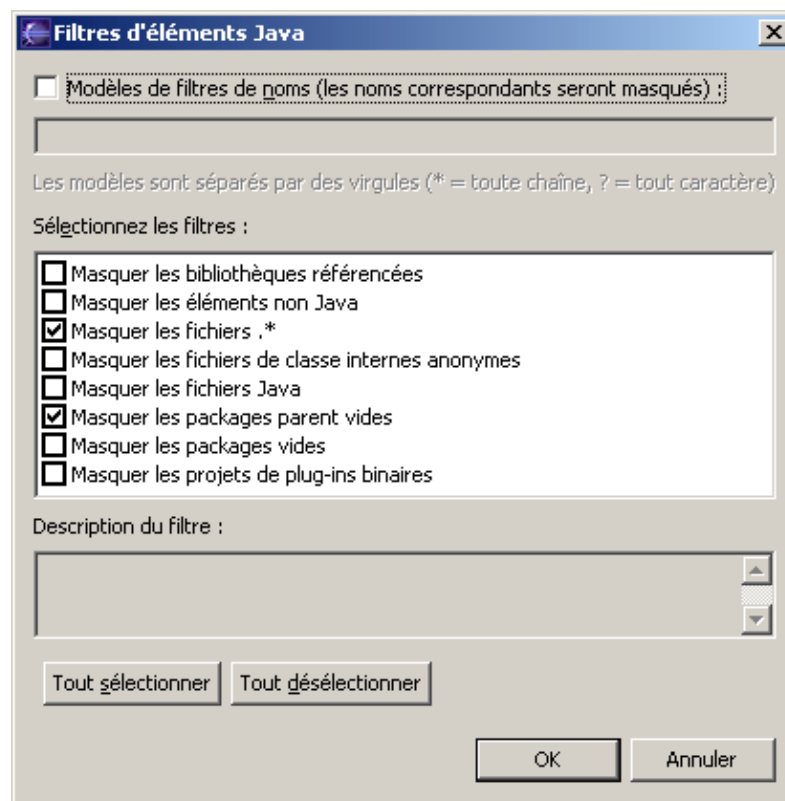 Filtres d'éléments Java
Modèles de filtres de noms (les noms correspondants seront masqués) :
Les modèles sont séparés par des virgules (* = toute chaîne, ? = tout caractère)
Sélectionnez les filtres :
Masquer les bibliothèques référencées
Masquer les éléments non Java
Masquer les fichiers .*
Masquer les fichiers de classe internes anonymes
Masquer les fichiers Java
Masquer les packages parent vides
Masquer les packages vides
Masquer les projets de plug-ins binaires
Description du filtre :
Tout sélectionner Tout désélectionner
OK Annuler